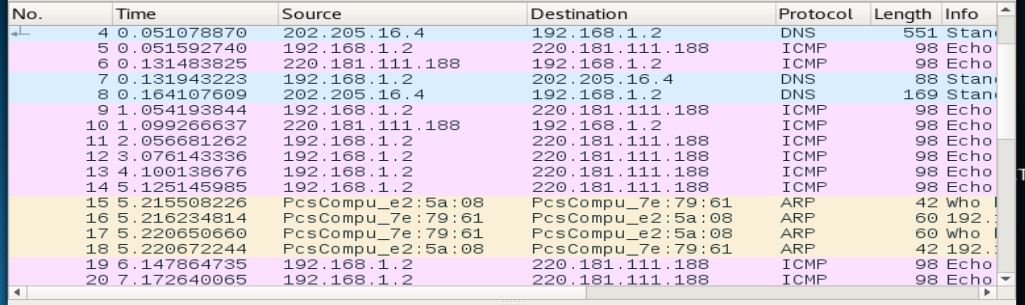 No. Time Source Destination Protocol Length Info
4 0.051078870 202.205.16.4 192.168.1.2 DNS 551 Stan
5 0.051592740 192.168.1.2 220.181.111.188 ICMP 98 Echo
6 0.131483825 220.181.111.188 192.168.1.2 ICMP 98 Echo
7 0.131943223 192.168.1.2 202.205.16.4 DNS 88 Stan
8 0.164107609 202.205.16.4 192.168.1.2 DNS 169 Stan
9 1.054193844 192.168.1.2 220.181.111.188 ICMP 98 Echo
10 1.099266637 220.181.111.188 192.168.1.2 ICMP 98 Echo
11 2.056681262 192.168.1.2 220.181.111.188 ICMP 98 Echo
12 3.076143336 192.168.1.2 220.181.111.188 ICMP 98 Echo
13 4.100138676 192.168.1.2 220.181.111.188 ICMP 98 Echo
14 5.125145985 192.168.1.2 220.181.111.188 ICMP 98 Echo
15 5.215508226 PcsCompu_e2:5a:08 PcsCompu_7e:79:61 ARP 42 Who
16 5.216234814 PcsCompu_7e:79:61 PcsCompu_e2:5a:08 ARP 60 192.
17 5.220650660 PcsCompu_7e:79:61 PcsCompu_e2:5a:08 ARP 60 Who
18 5.220672244 PcsCompu_e2:5a:08 PcsCompu_7e:79:61 ARP 42 192.
19 6.147864735 192.168.1.2 220.181.111.188 ICMP 98 Echo
20 7.172640065 192.168.1.2 220.181.111.188 ICMP 98 Echo